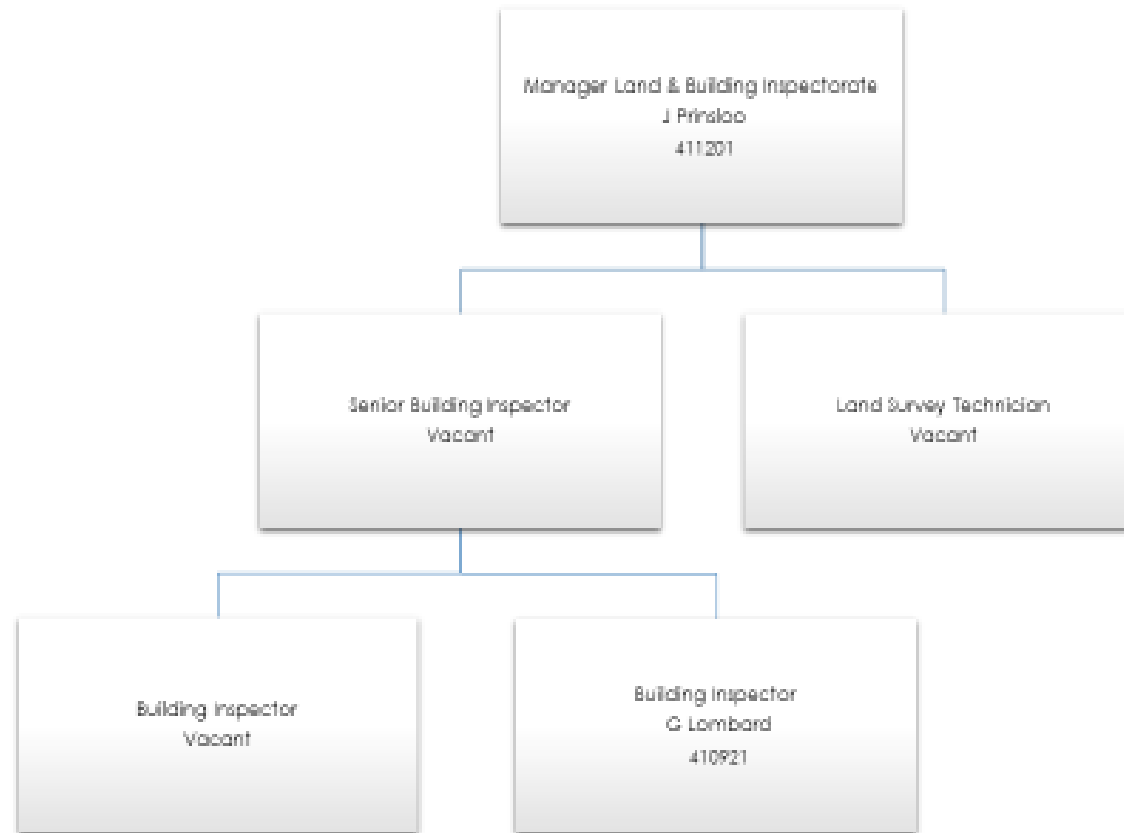 Manager Land & Building Inspectorate
J Prinsloo
411201
Senior Building Inspector
Vacant
Land Survey Technician
Vacant
Building Inspector
Vacant
Building Inspector
G Lombard
410921